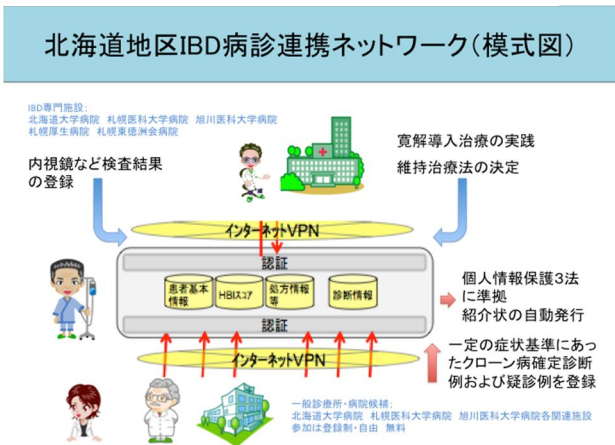 北海道地区IBD病診連携ネットワーク(模式図)
IBD専門施設:
北海道大学病院 札幌医科大学病院 旭川医科大学病院
札幌厚生病院 札幌東徳洲会病院
内視鏡など検査結果
の登録
寛解導入治療の実践
維持治療法の決定
インターネットVPN
認証
患者基本
情報
HBIスコア
処方情報
等
診断情報
認証
インターネットVPN
個人情報保護3法
に準拠
紹介状の自動発行
一定の症状基準にあっ
たクローン病確定診断
例および疑診例を登録
一般診療所・病院候補:
北海道大学病院 札幌医科大学病院 旭川医科大学病院各関連施設
参加は登録制・自由 無料